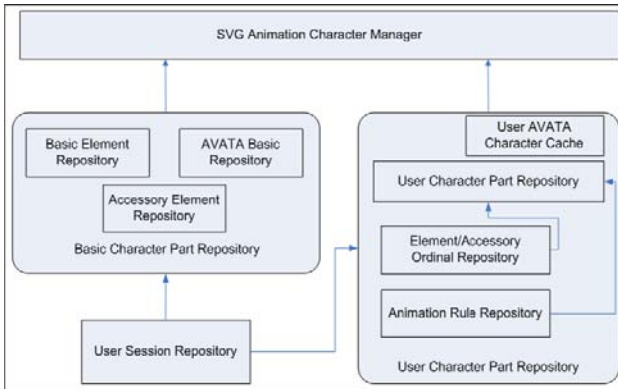 SVG Animation Character Manager
Basic Element
Repository
AVATA Basic
Repository
Accessory Element
Repository
Basic Character Part Repository
User Session Repository
User AVATA
Character Cache
User Character Part Repository
Element/Accessory
Ordinal Repository
Animation Rule Repository
User Character Part Repository